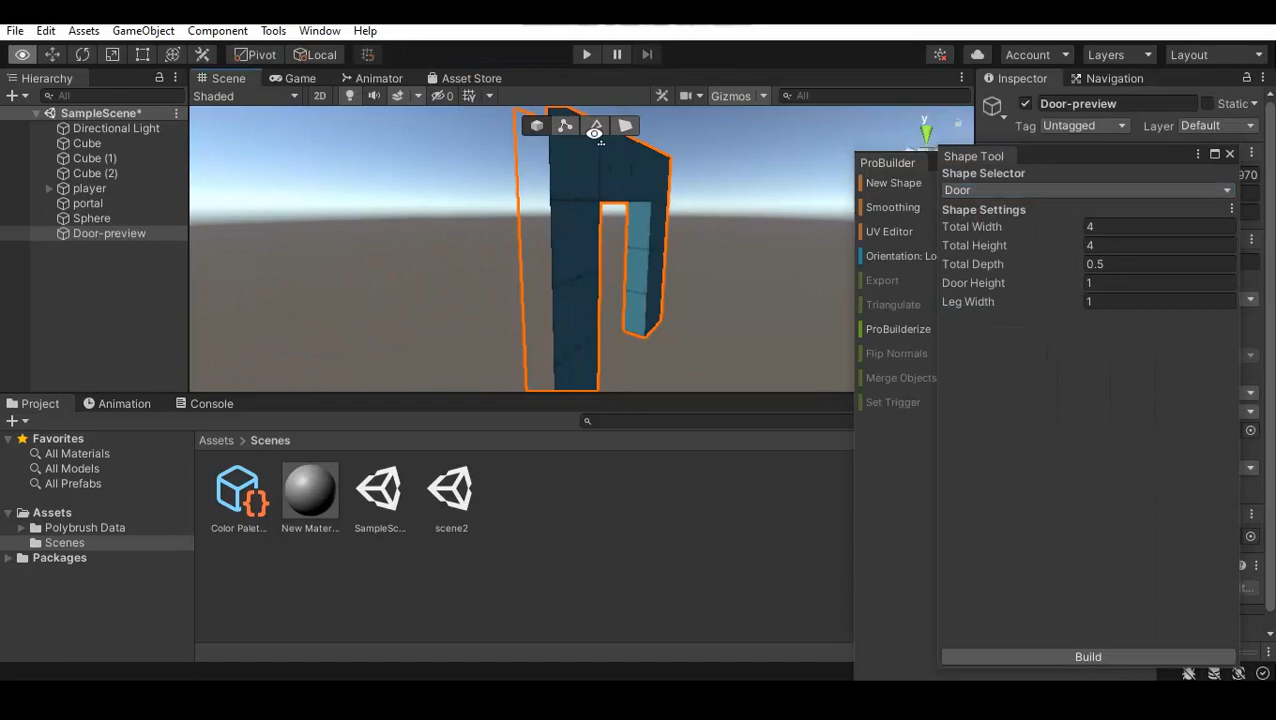 File Edit Assets GameObject Component Tools Window Help
Pivot Local Account Layers Layout
Hierarchy
All
SampleScene*
Directional Light
Cube
Cube (1)
Cube (2)
player
portal
Sphere
Door-preview
Scene Game Animator Asset Store
Shaded 2D 0 Gizmos All
y
Inspector Navigation
Door-preview Static
Tag Untagged Layer Default
970
ProBuilder
New Shape
Smoothing
UV Editor
Orientation: Lo
Export
Triangulate
ProBuilderize
Flip Normals
Merge Objects
Set Trigger
Shape Tool
Shape Selector
Door
Shape Settings
Total Width 4
Total Height 4
Total Depth 0.5
Door Height 1
Leg Width 1
Build
Project Animation Console
Favorites
All Materials
All Models
All Prefabs
Assets
Polybrush Data
Scenes
Packages
Assets > Scenes
Color Palet... New Mater... SampleSc... scene2